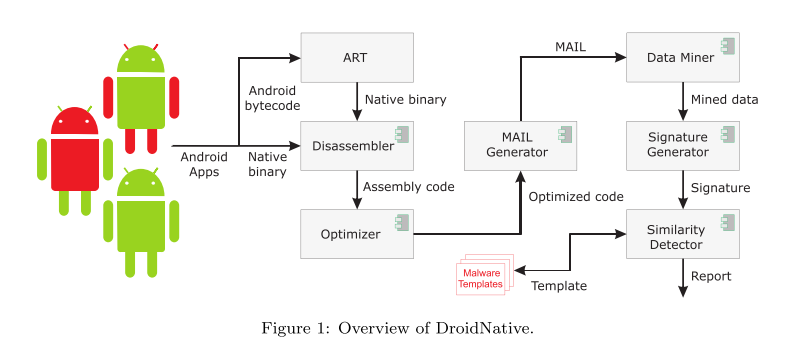 ART
Android
bytecode
Native binary
Disassembler
Android
Apps
Native
binary
Assembly code
Optimizer
MAIL
MAIL
Generator
Optimized code
Malware
Templates
Template
Data Miner
Mined data
Signature
Generator
Signature
Similarity
Detector
Report
Figure 1: Overview of DroidNative.